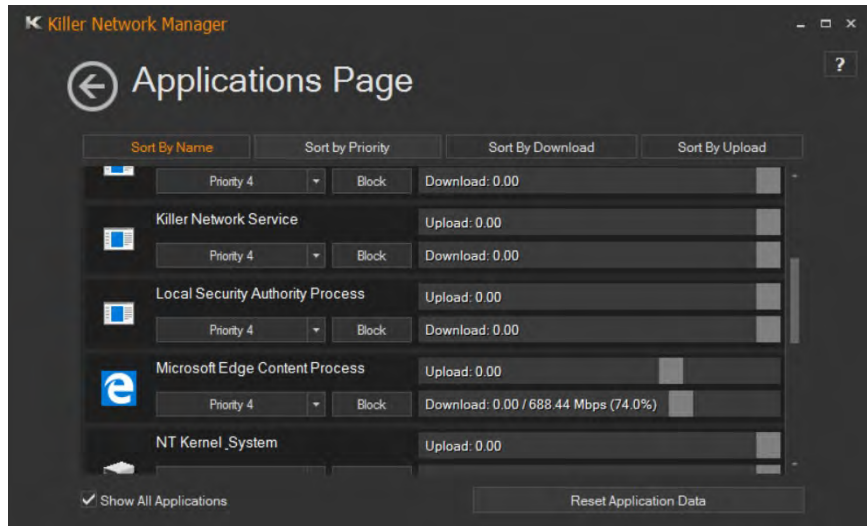 Killer Network Manager
?
Applications Page
Sort By Name Sort by Priority Sort By Download Sort By Upload
Priority 4 Block Download: 0.00
Killer Network Service Upload: 0.00
Priority 4 Block Download: 0.00
Local Security Authority Process Upload: 0.00
Priority 4 Block Download: 0.00
Microsoft Edge Content Process Upload: 0.00
Priority 4 Block Download: 0.00 / 688.44 Mbps (74.0%)
NT Kernel _System Upload: 0.00
Show All Applications Reset Application Data